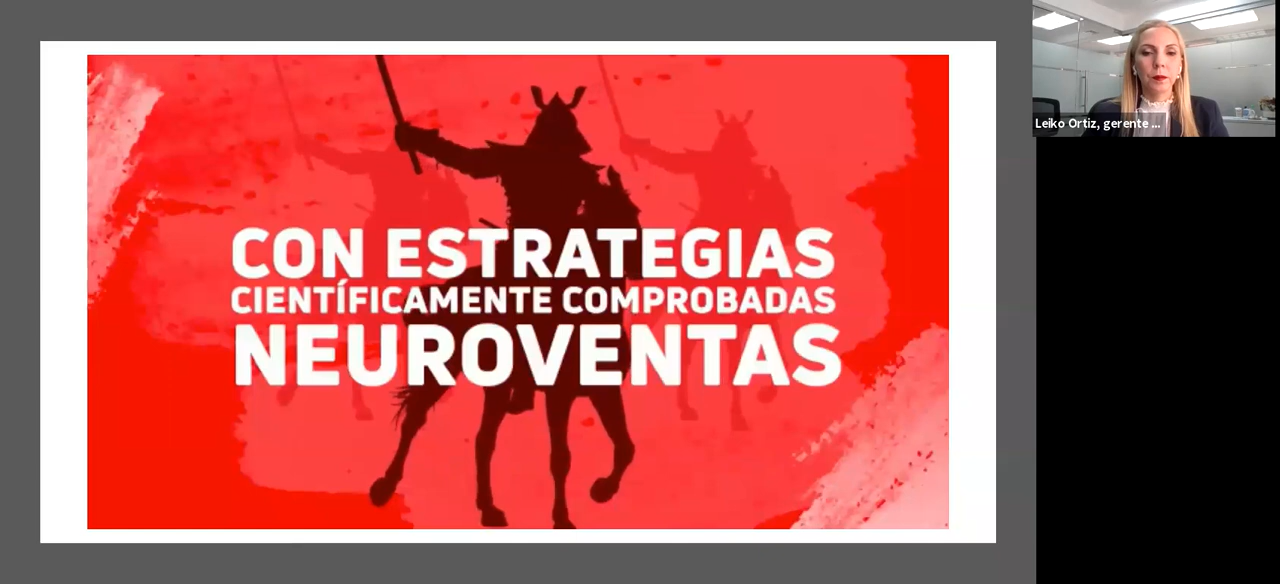 CON ESTRATEGIAS
CIENTÍFICAMENTE COMPROBADAS
NEUROVENTAS
Leiko Ortiz, gerente ...